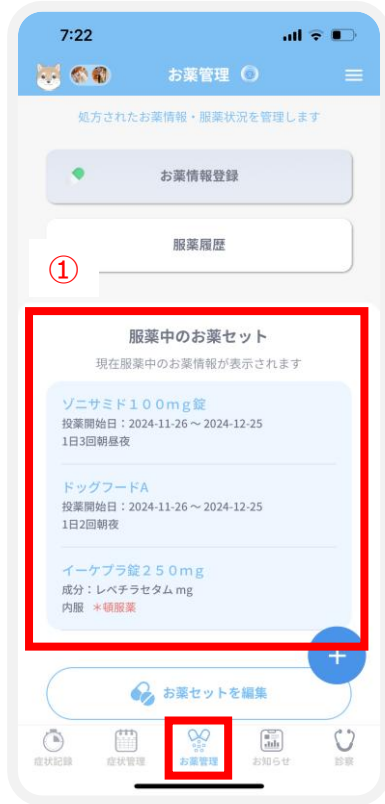 7:22
お薬管理
処方されたお薬情報・服薬状況を管理します
お薬情報登録
服薬履歴
①
服薬中のお薬セット
現在服薬中のお薬情報が表示されます
ゾニサミド１００ｍｇ錠
投薬開始日：2024-11-26 ～ 2024-12-25
1日3回朝昼夜
ドッグフードA
投薬開始日：2024-11-26 ～ 2024-12-25
1日2回朝夜
イーケプラ錠２５０ｍｇ
成分：レベチラセタム mg
内服 ＊頓服薬
+
お薬セットを編集
症状記録 症状管理 お薬管理 お知らせ 診察